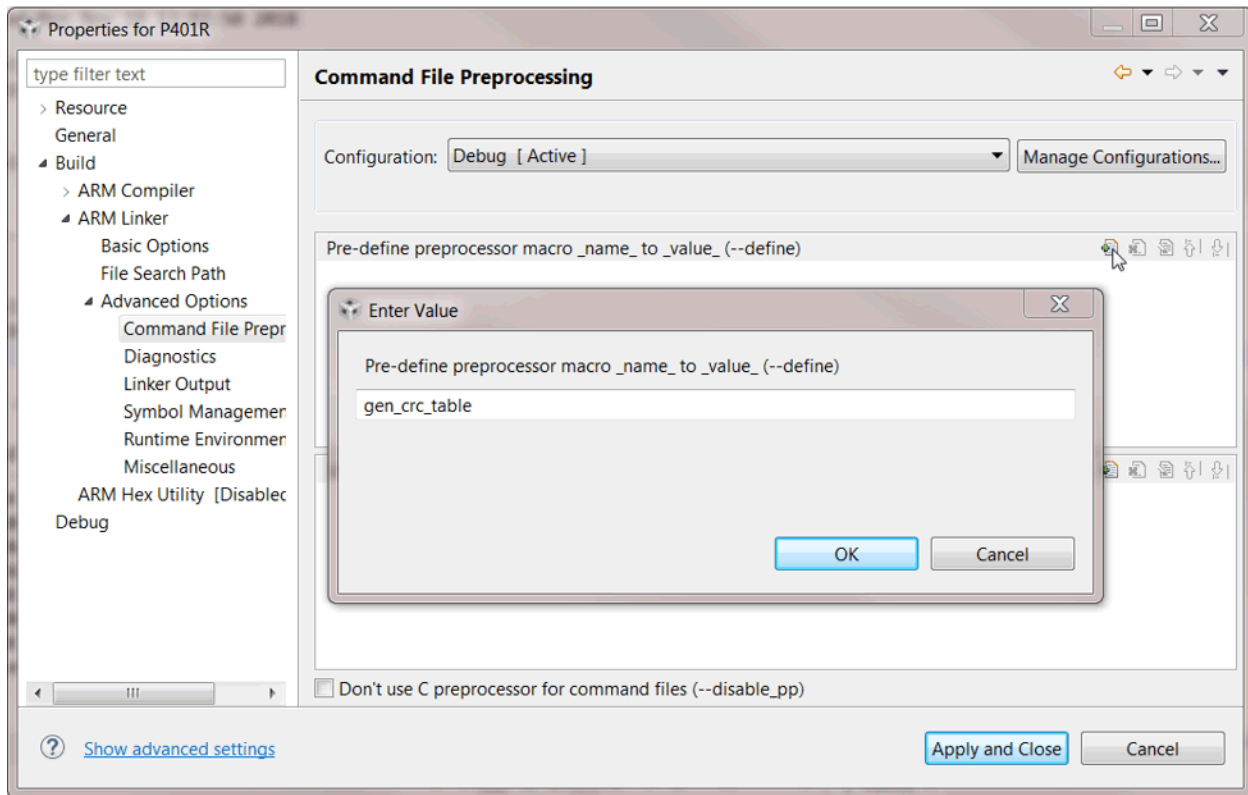 Properties for P401R
type filter text
Resource
General
Build
ARM Compiler
ARM Linker
Basic Options
File Search Path
Advanced Options
Command File Prepr
Diagnostics
Linker Output
Symbol Managemen
Runtime Environmen
Miscellaneous
ARM Hex Utility [Disablec
Debug
Command File Preprocessing
Configuration: Debug [ Active ]
Manage Configurations...
Pre-define preprocessor macro _name_ to _value_ (--define)
Enter Value
Pre-define preprocessor macro _name_ to _value_ (--define)
gen_crc_table
OK Cancel
Don't use C preprocessor for command files (--disable_pp)
Show advanced settings
Apply and Close Cancel